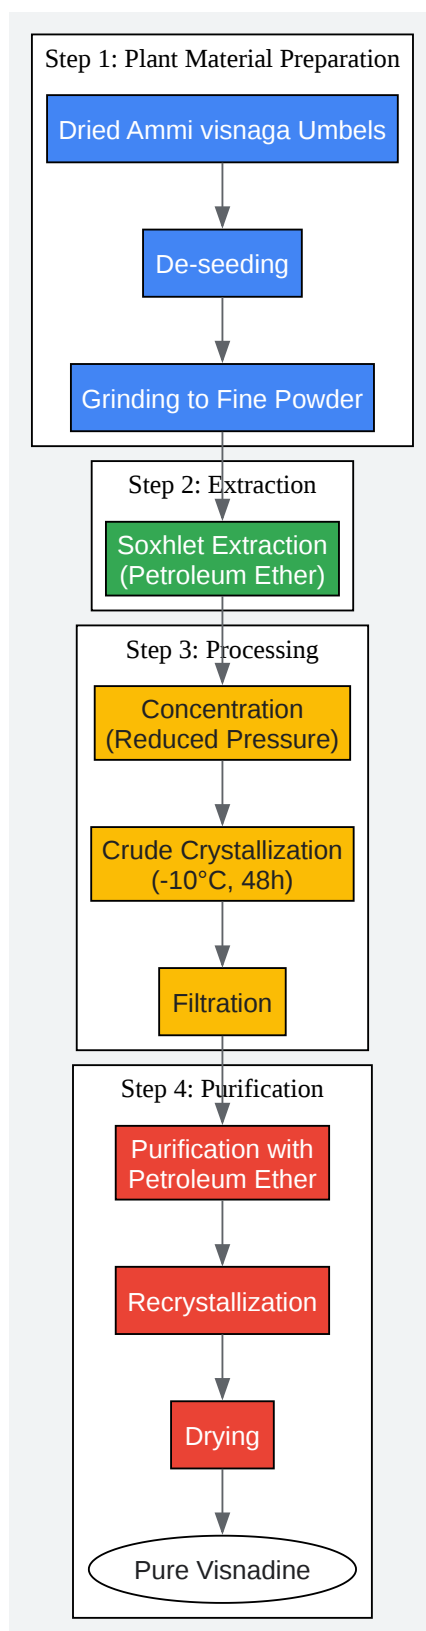 Step 1: Plant Material Preparation
Dried Ammi visnaga Umbels
De-seeding
Grinding to Fine Powder
Step 2: Extraction
Soxhlet Extraction
(Petroleum Ether)
Step 3: Processing
Concentration
(Reduced Pressure)
Crude Crystallization
(-10°C, 48h)
Filtration
Step 4: Purification
Purification with
Petroleum Ether
Recrystallization
Drying
Pure Visnadine